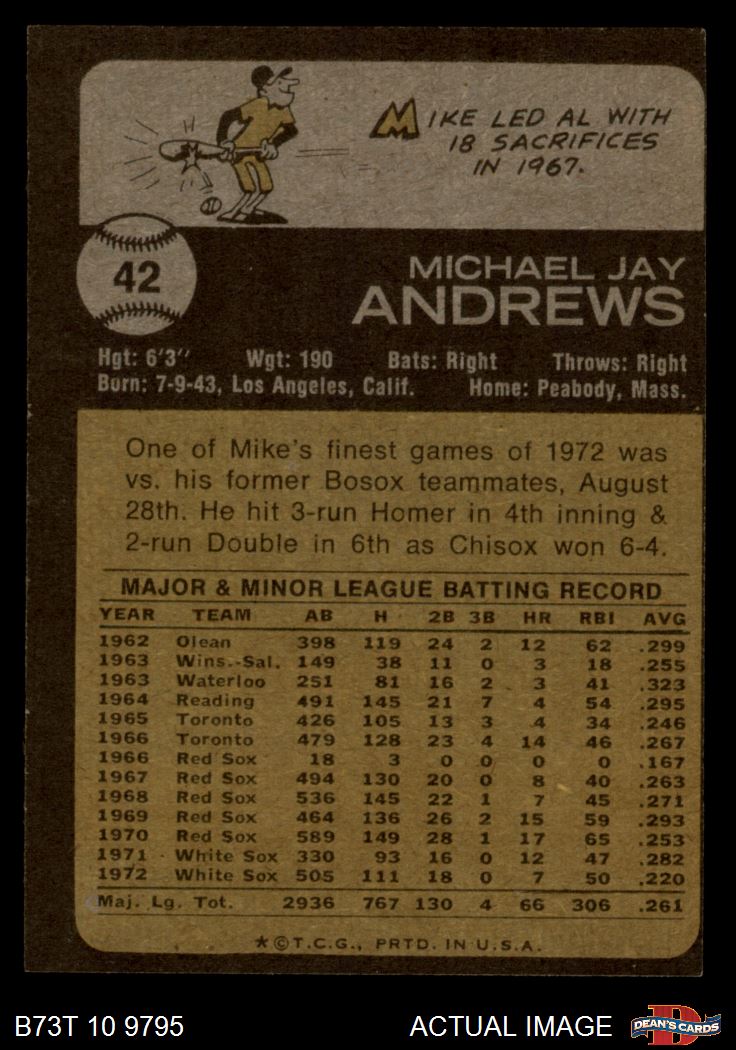 MIKE LED AL WITH
18 SACRIFICES
IN 1967.
42
MICHAEL JAY
ANDREWS
Hgt: 6'3" Wgt: 190 Bats: Right Throws: Right
Born: 7-9-43, Los Angeles, Calif. Home: Peabody, Mass.
One of Mike's finest games of 1972 was
vs. his former Bosox teammates, August
28th. He hit 3-run Homer in 4th inning &
2-run Double in 6th as Chisox won 6-4.
MAJOR & MINOR LEAGUE BATTING RECORD
YEAR TEAM AB H 2B 3B HR RBI AVG
1962 Olean 398 119 24 2 12 62 .299
1963 Wins.-Sal. 149 38 11 0 3 18 .255
1963 Waterloo 251 81 16 2 3 41 .323
1964 Reading 491 145 21 7 4 54 .295
1965 Toronto 426 105 13 3 4 34 .246
1966 Toronto 479 128 23 4 14 46 .267
1966 Red Sox 18 3 0 0 0 0 .167
1967 Red Sox 494 130 20 0 8 40 .263
1968 Red Sox 536 145 22 1 7 45 .271
1969 Red Sox 464 136 26 2 15 59 .293
1970 Red Sox 589 149 28 1 17 65 .253
1971 White Sox 330 93 16 0 12 47 .282
1972 White Sox 505 111 18 0 7 50 .220
Maj. Lg. Tot. 2936 767 130 4 66 306 .261
★©T.C.G., PRTD. IN U.S.A.
B73T 10 9795 ACTUAL IMAGE DEAN'S CARDS